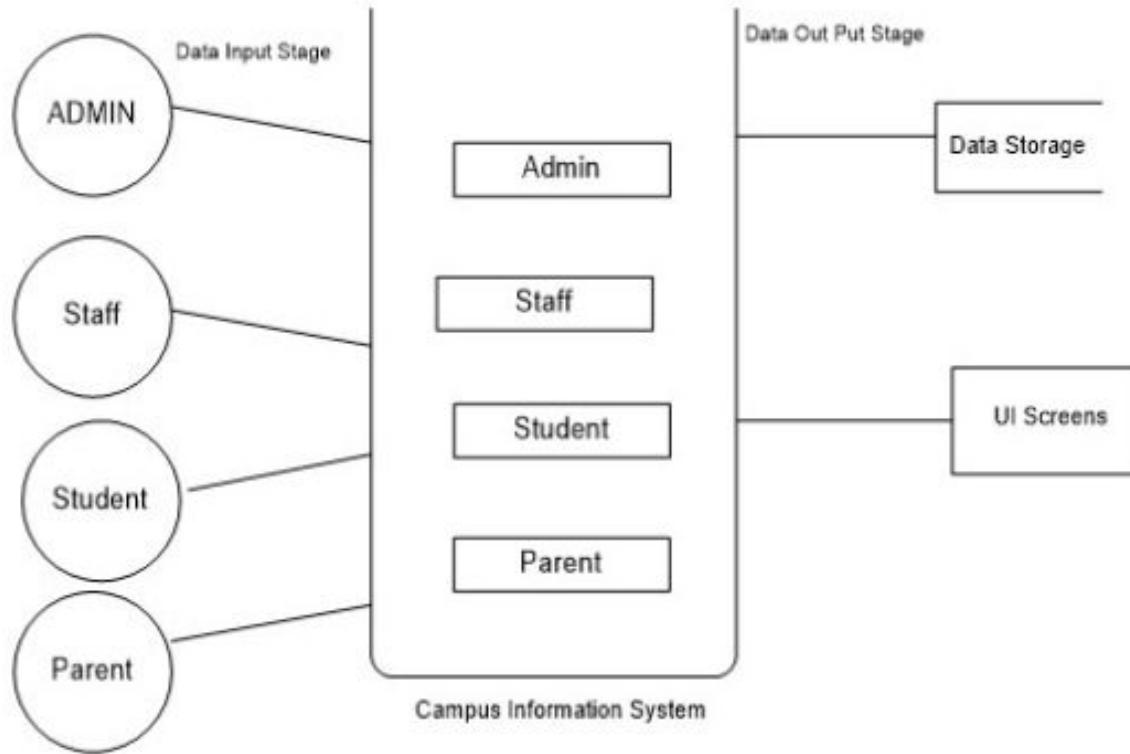 Data Input Stage
Data Out Put Stage
ADMIN
Admin
Data Storage
Staff
Staff
Student
UI Screens
Student
Parent
Parent
Campus Information System